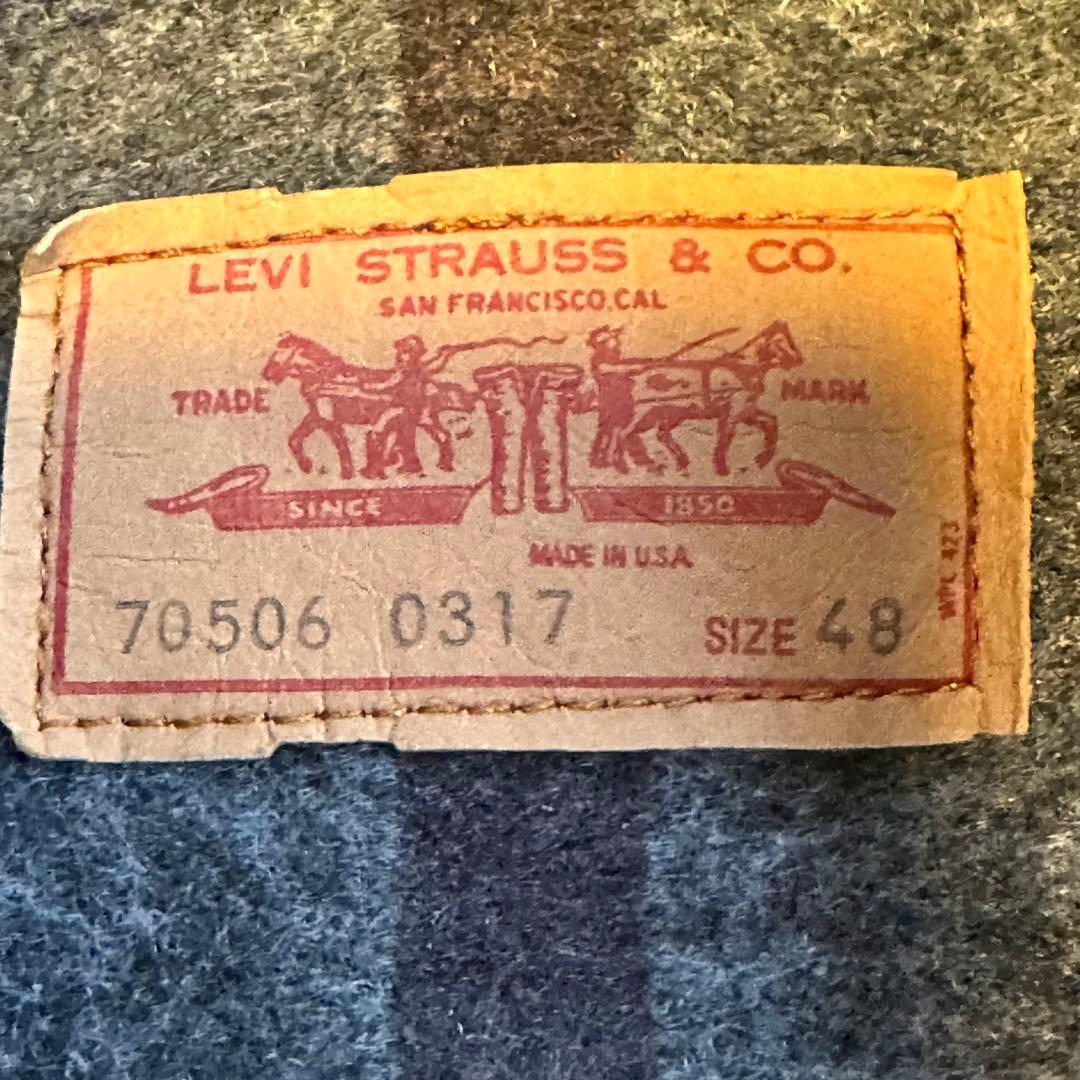 LEVI STRAUSS & CO.
SAN FRANCISCO, CAL
TRADE MARK
SINCE 1850
MADE IN U.S.A.
70506 0317 SIZE 48
WPL 423